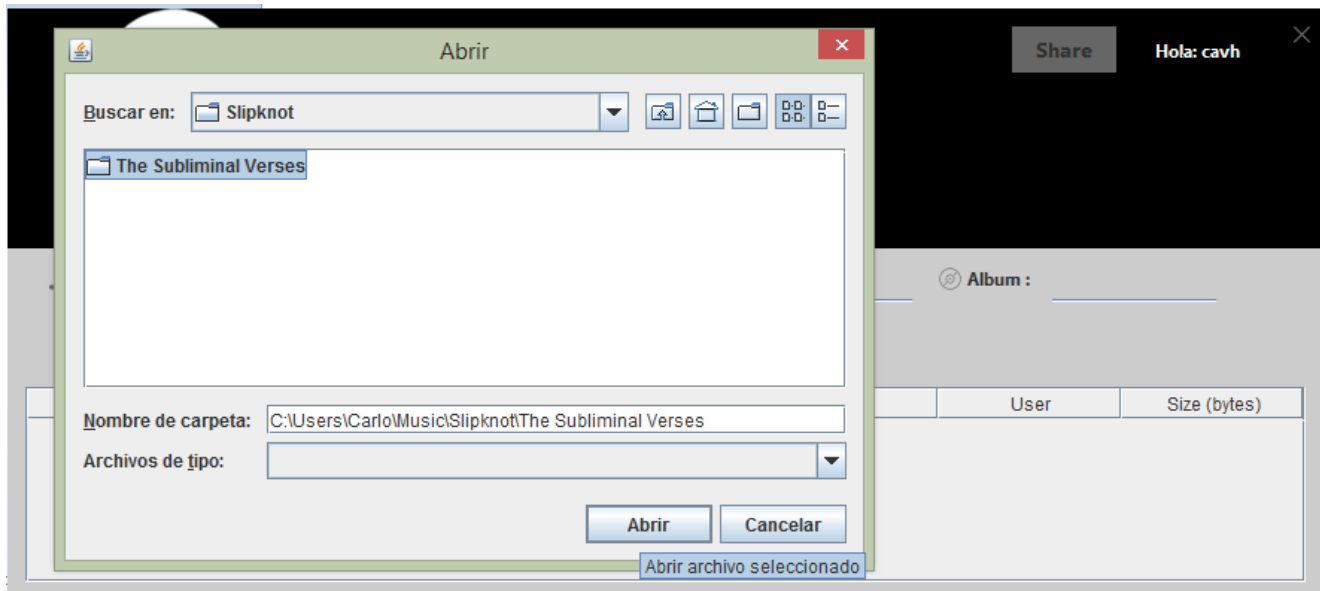 Abrir
Share
Hola: cavh
Buscar en:
Slipknot
The Subliminal Verses
Album :
User
Size (bytes)
Nombre de carpeta:
C:\Users\Carlo\Music\Slipknot\The Subliminal Verses
Archivos de tipo:
Abrir
Cancelar
Abrir archivo seleccionado